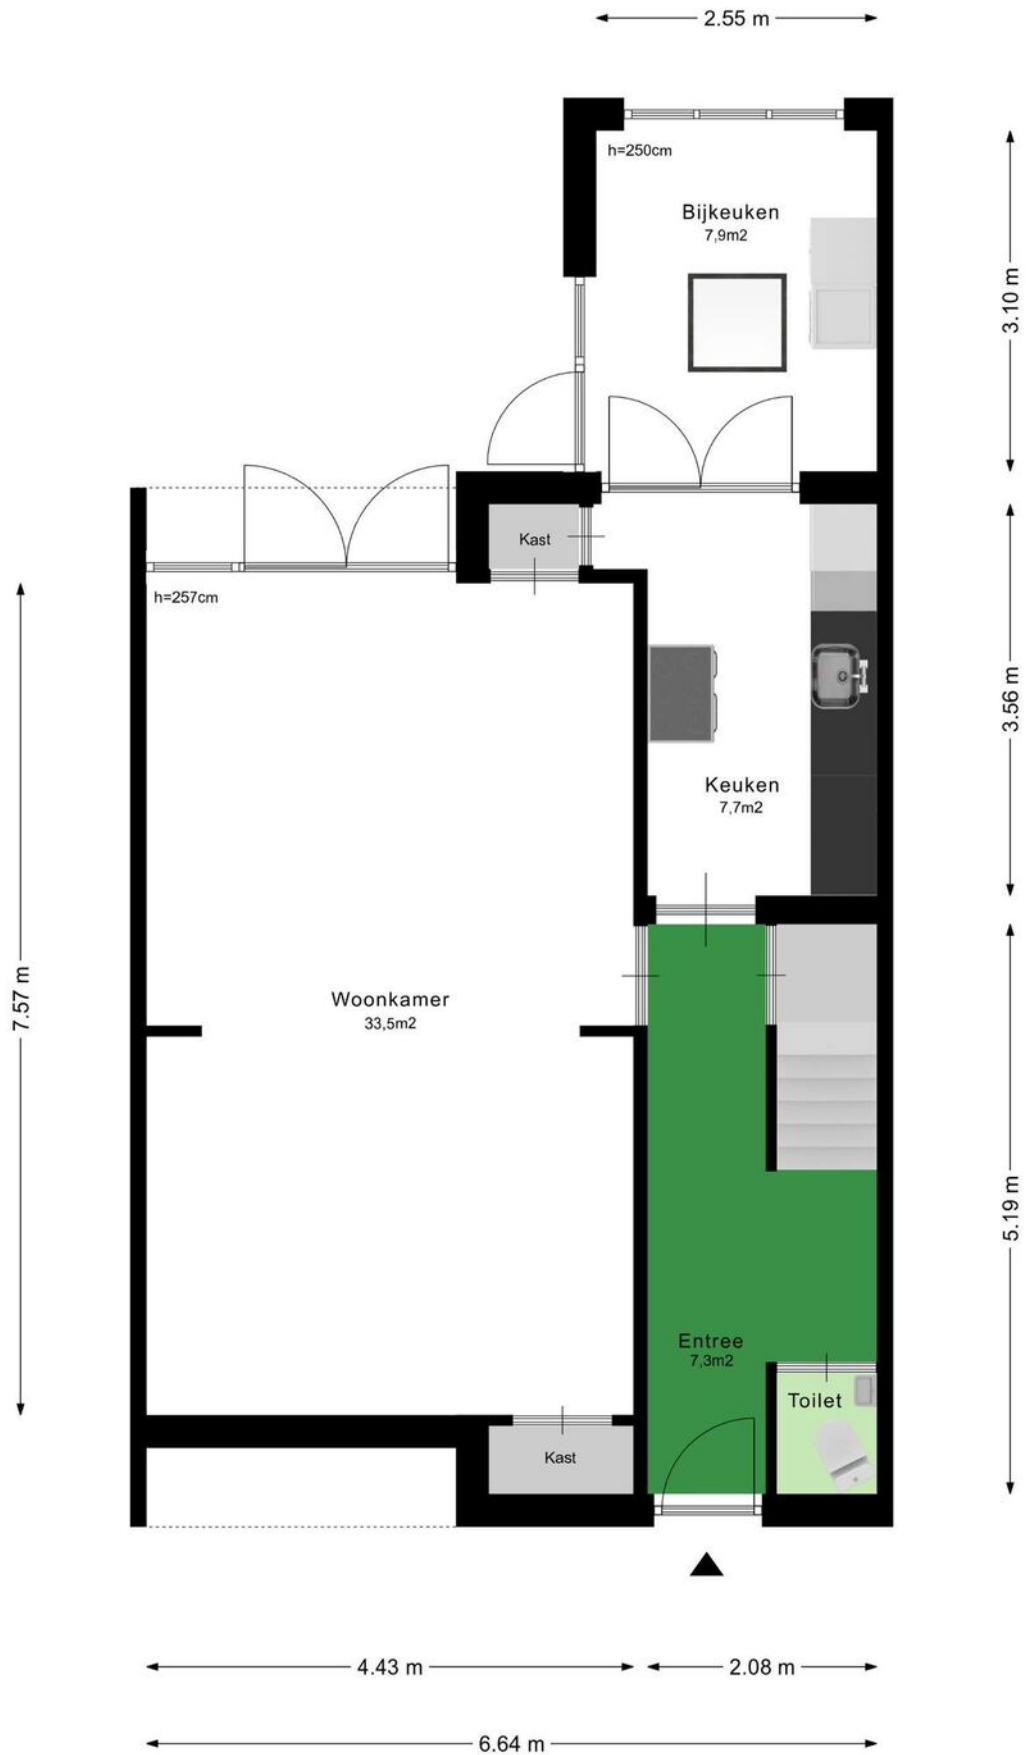 2.55 m
h=250cm
Bijkeuken
7,9m2
3.10 m
Kast
h=257cm
3.56 m
Keuken
7,7m2
7.57 m
Woonkamer
33,5m2
5.19 m
Entree
7,3m2
Toilet
Kast
4.43 m
2.08 m
6.64 m